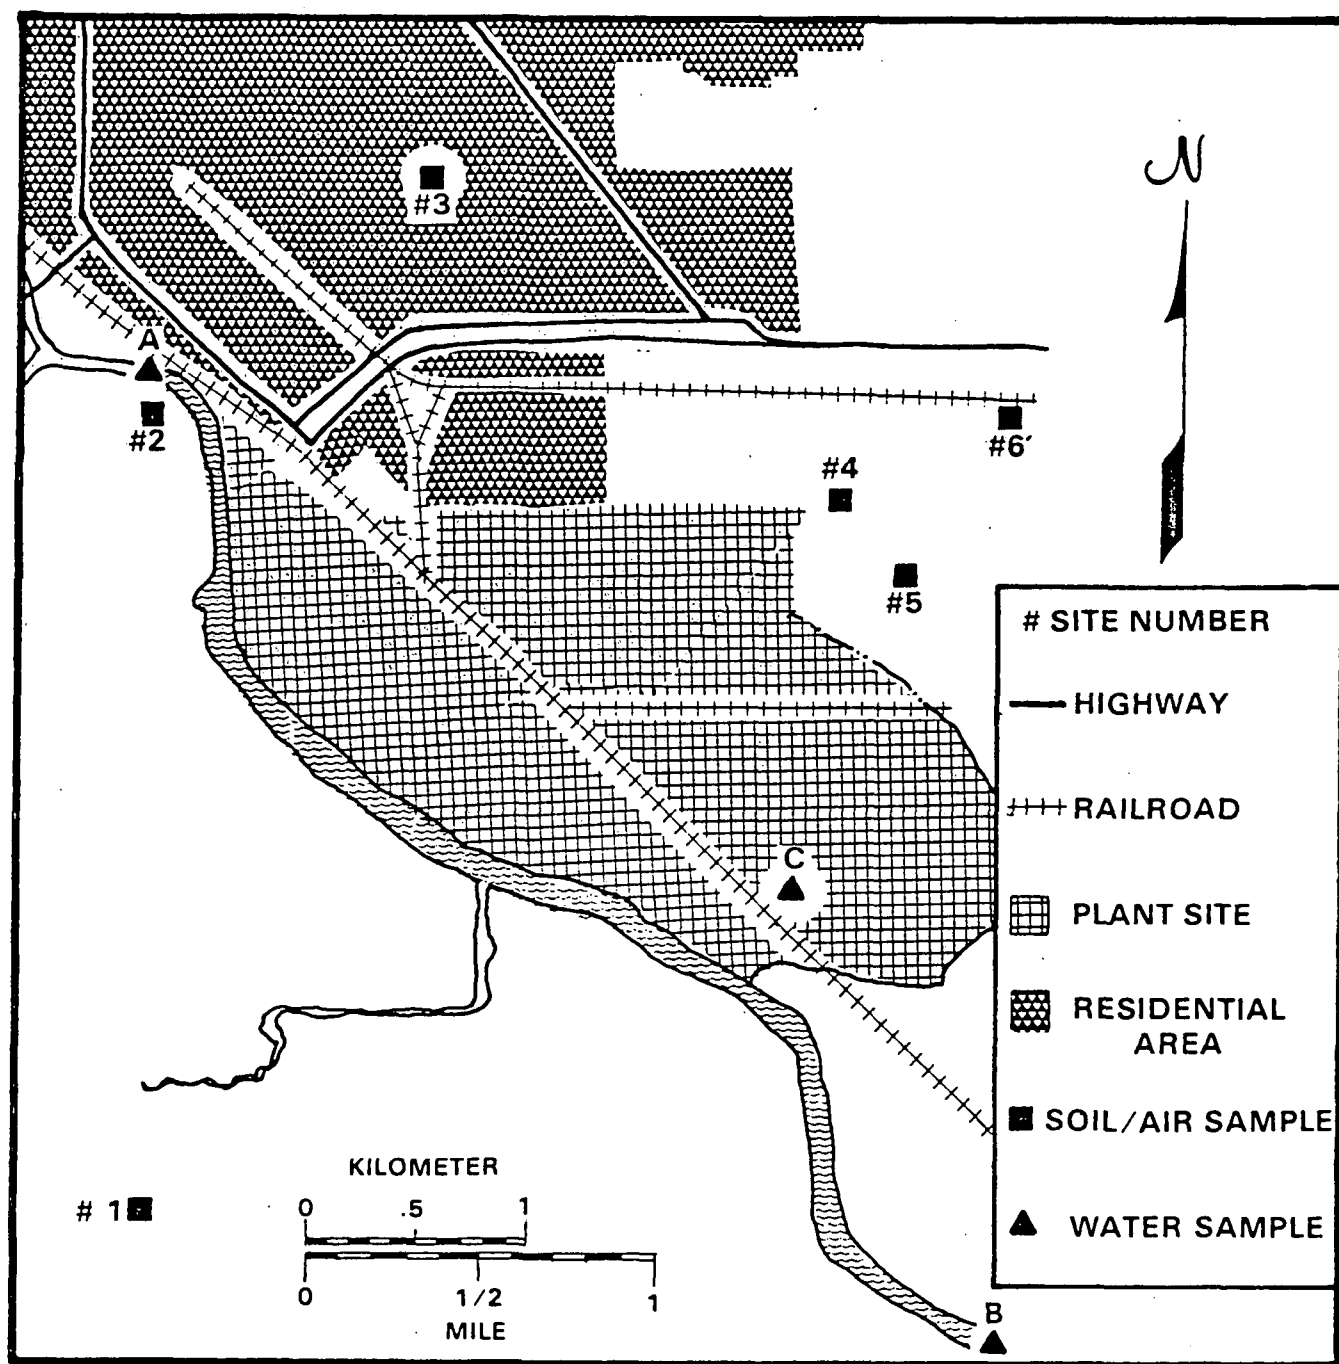 N
#3
A
#2
#6
#4
#5
C
# SITE NUMBER
HIGHWAY
RAILROAD
PLANT SITE
RESIDENTIAL
AREA
SOIL/AIR SAMPLE
WATER SAMPLE
# 1
KILOMETER
0 .5 1
0 1/2 1
MILE
B